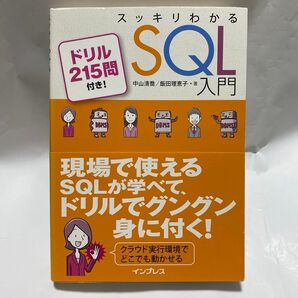 スッキリわかる
SQL
入門
ドリル
215問
付き!
中山清喬/飯田理恵子・著
DBMS
DBMS
DBMS
現場で使える
SQLが学べて、
ドリルでグングン
身に付く!
クラウド実行環境で
どこでも動かせる
インプレス